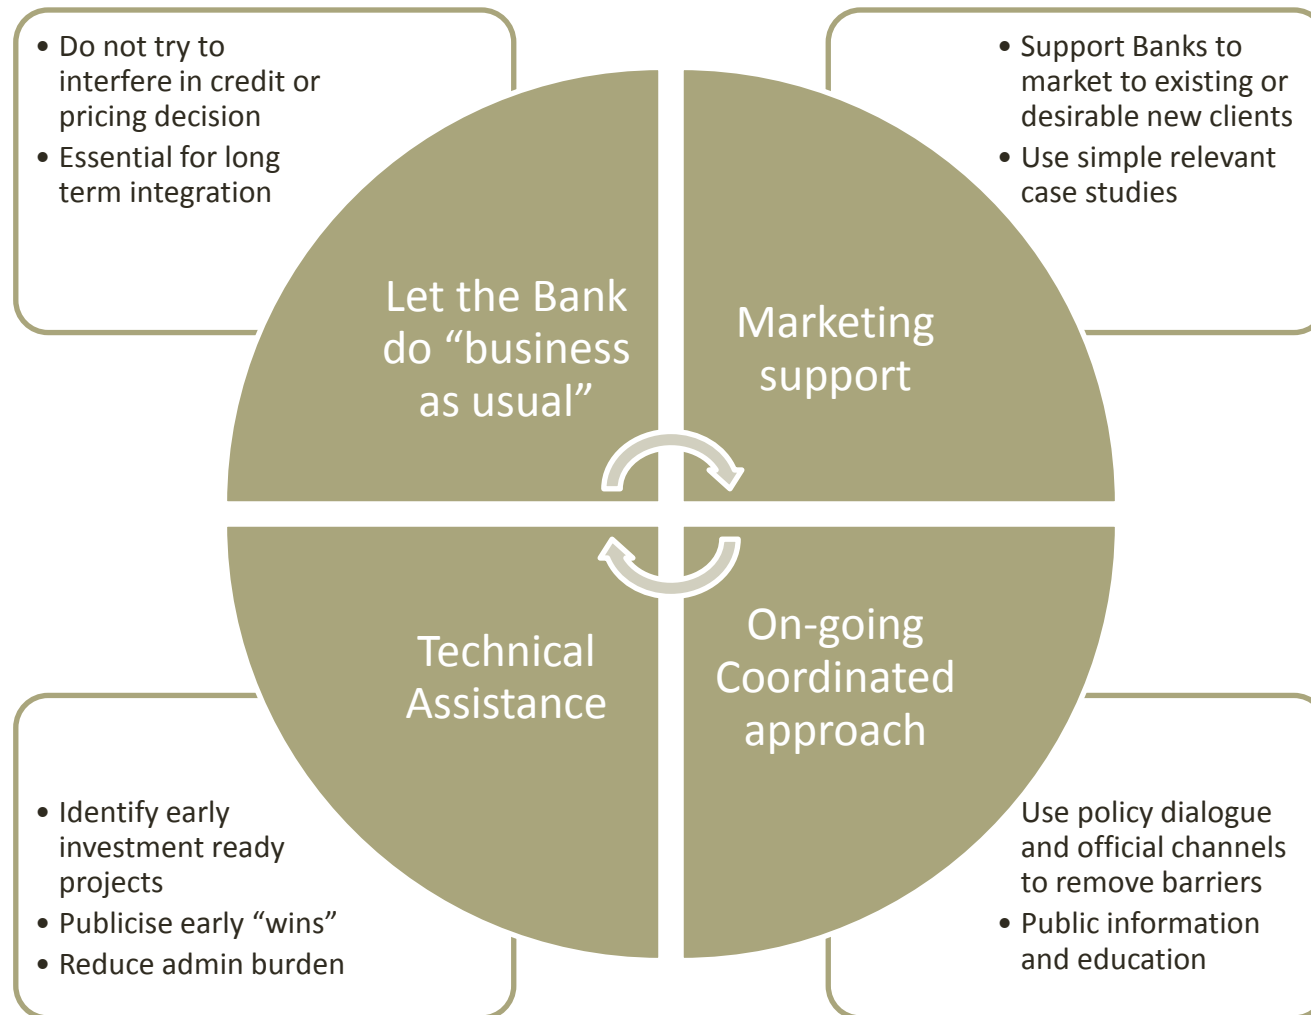 • Do not try to
interfere in credit or
pricing decision
• Essential for long
term integration
• Support Banks to
market to existing or
desirable new clients
• Use simple relevant
case studies
Let the Bank
do “business
as usual”
Marketing
support
Technical
Assistance
On-going
Coordinated
approach
• Identify early
investment ready
projects
• Publicise early “wins”
• Reduce admin burden
Use policy dialogue
and official channels
to remove barriers
• Public information
and education